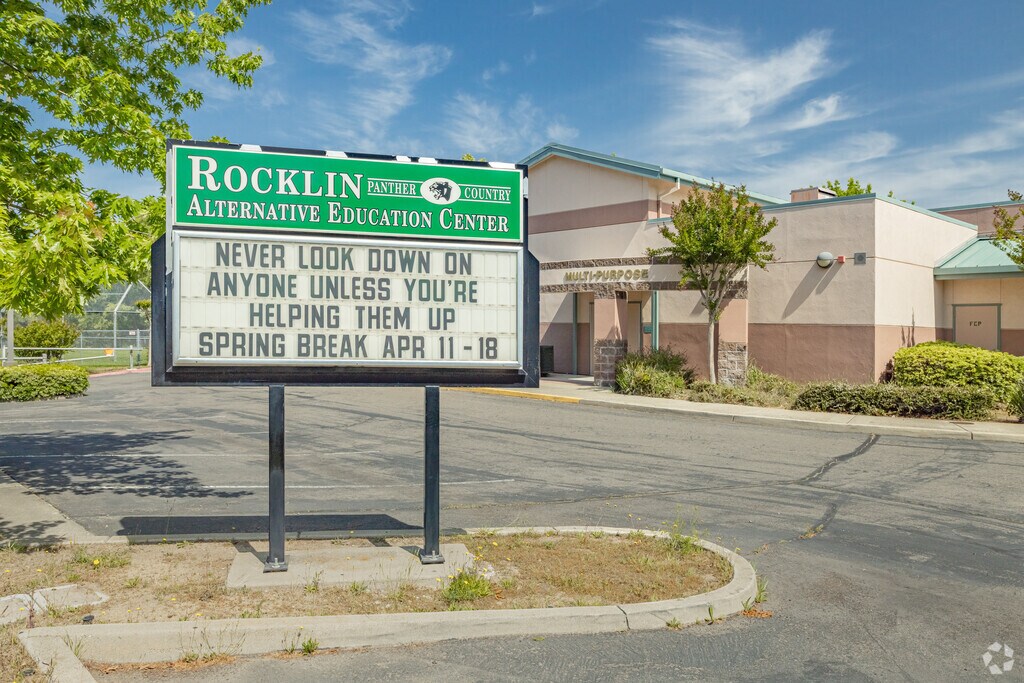 ROCKLIN PANTHER COUNTRY
ALTERNATIVE EDUCATION CENTER
NEVER LOOK DOWN ON
ANYONE UNLESS YOU'RE
HELPING THEM UP
SPRING BREAK APR 11 - 18
MULTI-PURPOSE